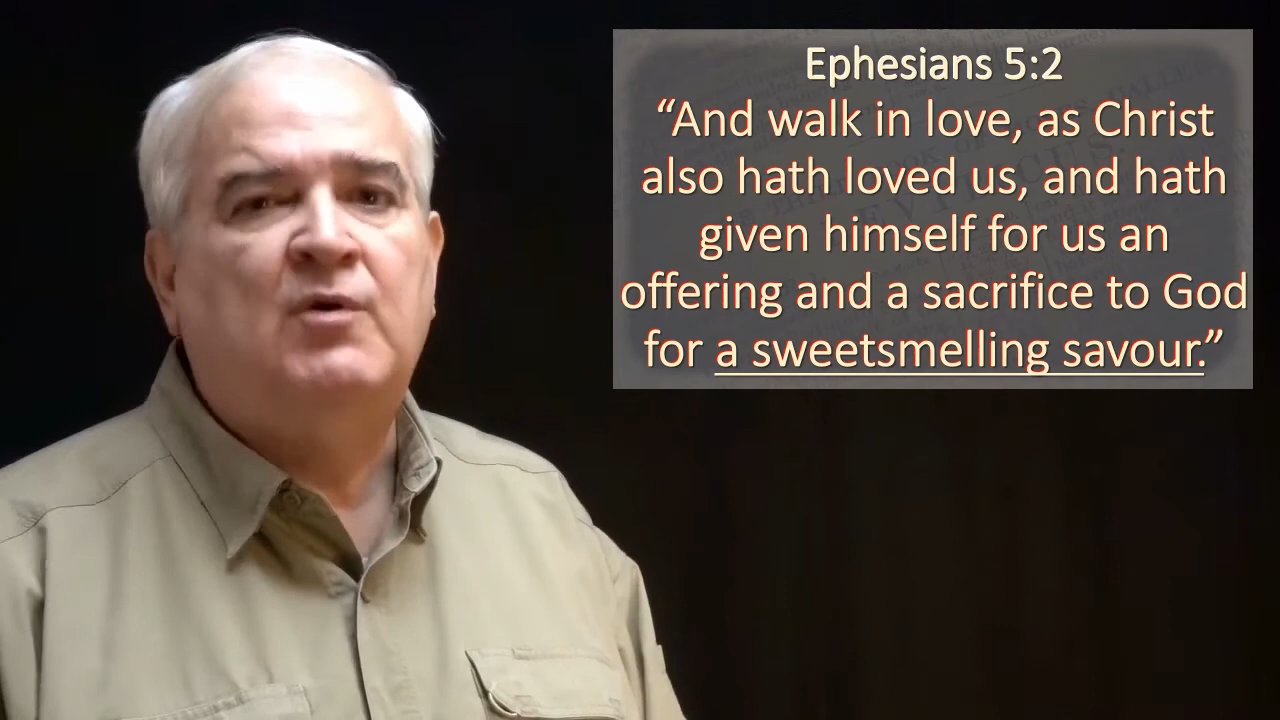 Ephesians 5:2
“And walk in love, as Christ
also hath loved us, and hath
given himself for us an
offering and a sacrifice to God
for a sweetsmelling savour.”